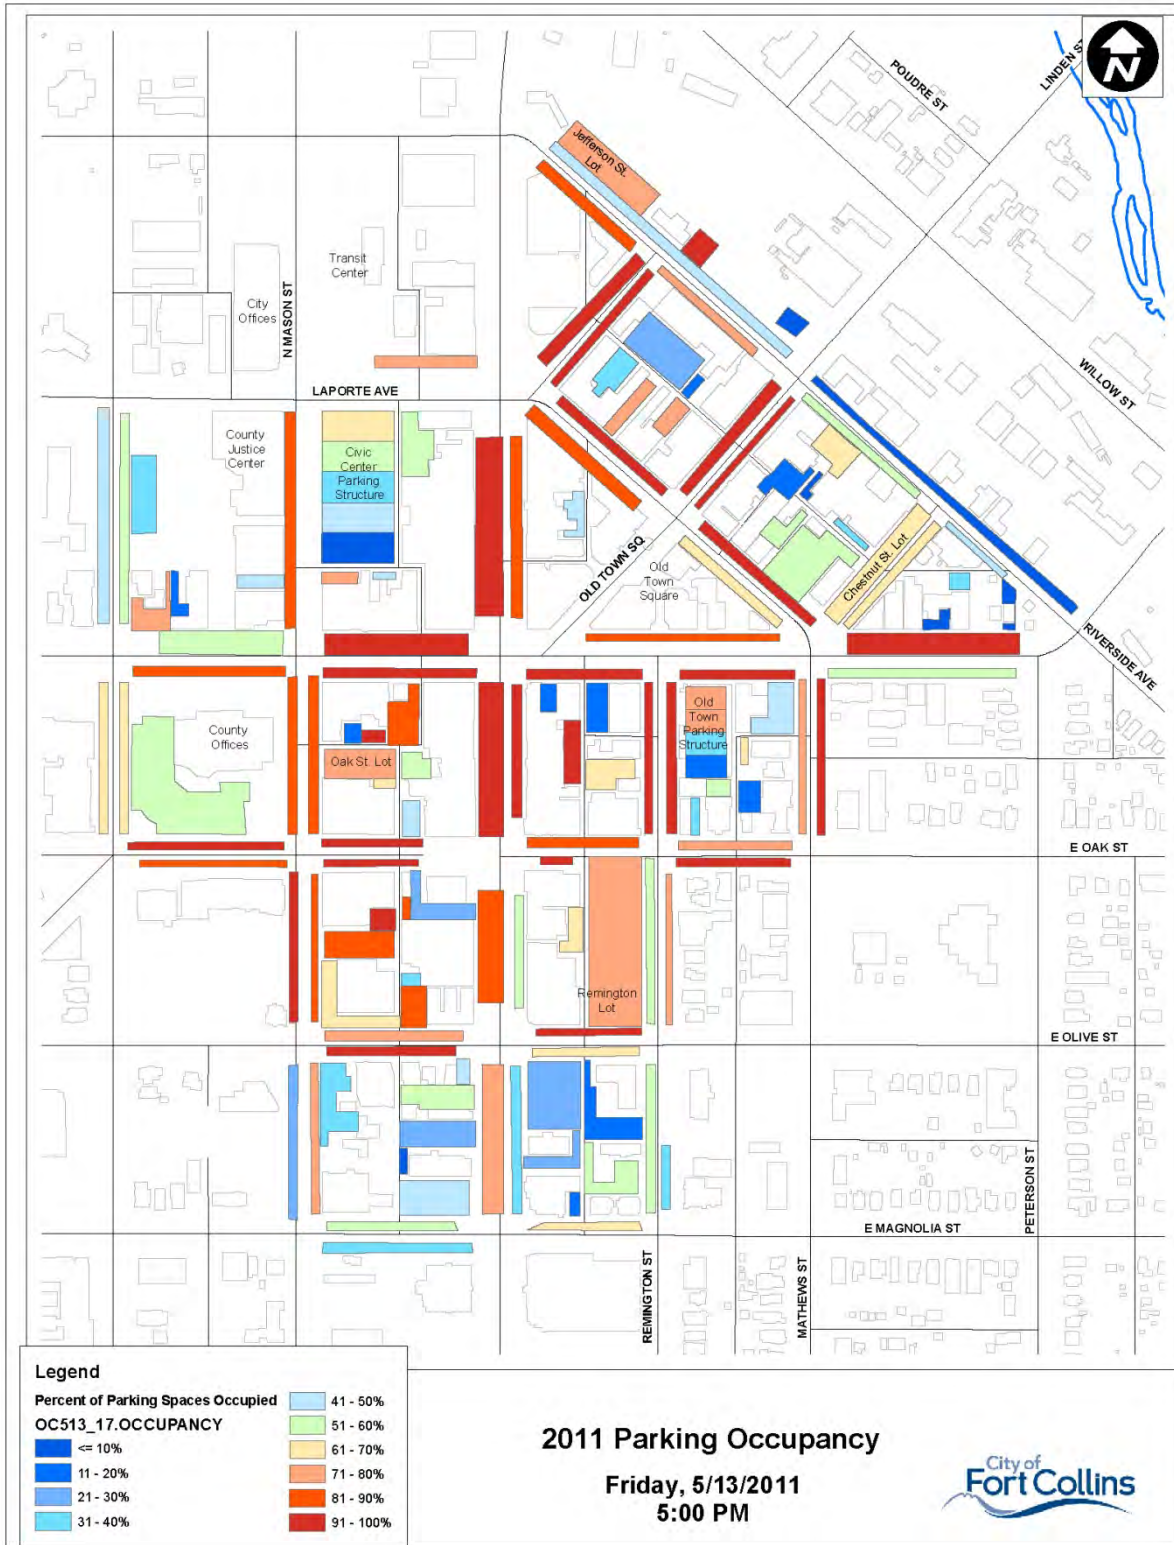 N
LINDEN ST
POUDRE ST
Jefferson St.
Lot
Transit
Center
City
Offices
N MASON ST
WILLOW ST
LAPORTE AVE
County
Justice
Center
Civic
Center
Parking
Structure
OLD TOWN SQ
Old
Town
Square
Chestnut St. Lot
RIVERSIDE AVE
County
Offices
Old
Town
Parking
Structure
Oak St. Lot
E OAK ST
Remington
Lot
E OLIVE ST
PETERSON ST
E MAGNOLIA ST
REMINGTON ST
MATHEWS ST
Legend
Percent of Parking Spaces Occupied
OC513_17.OCCUPANCY
<= 10%
11 - 20%
21 - 30%
31 - 40%
41 - 50%
51 - 60%
61 - 70%
71 - 80%
81 - 90%
91 - 100%
2011 Parking Occupancy
Friday, 5/13/2011
5:00 PM
City of
Fort Collins